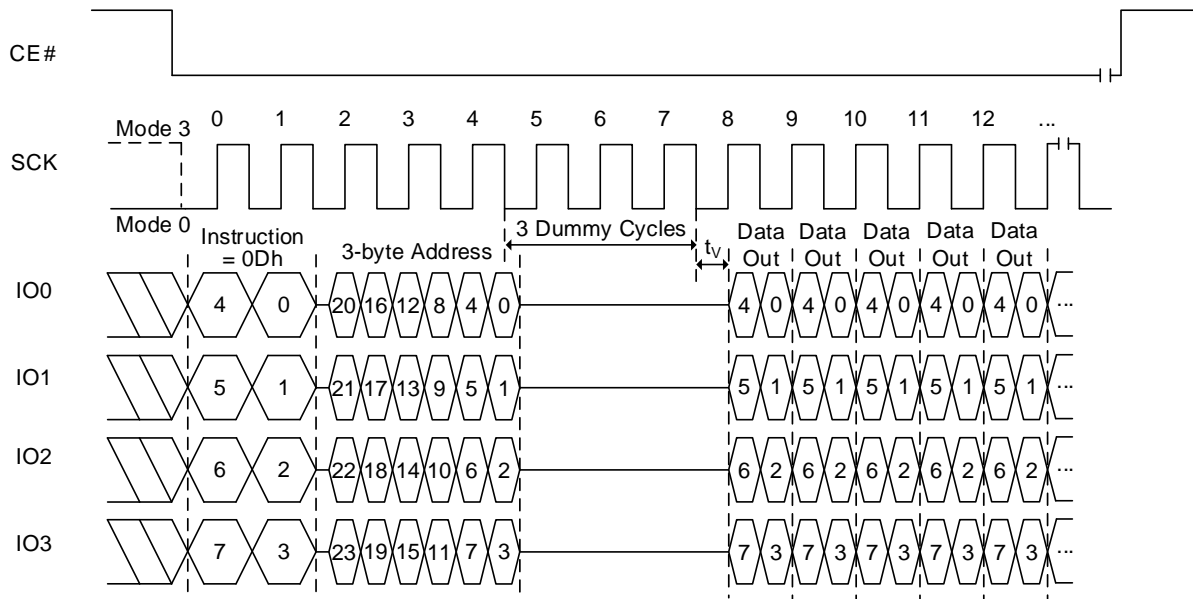 CE#
0 1 2 3 4 5 6 7 8 9 10 11 12 ...
Mode 3
SCK
Mode 0
Instruction
= 0Dh
3-byte Address
3 Dummy Cycles
tV
Data Data Data Data Data
Out Out Out Out Out
IO0 4 0 20 16 12 8 4 0 4 0 4 0 4 0 4 0 4 0 ...
IO1 5 1 21 17 13 9 5 1 5 1 5 1 5 1 5 1 5 1 ...
IO2 6 2 22 18 14 10 6 2 6 2 6 2 6 2 6 2 6 2 ...
IO3 7 3 23 19 15 11 7 3 7 3 7 3 7 3 7 3 7 3 ...